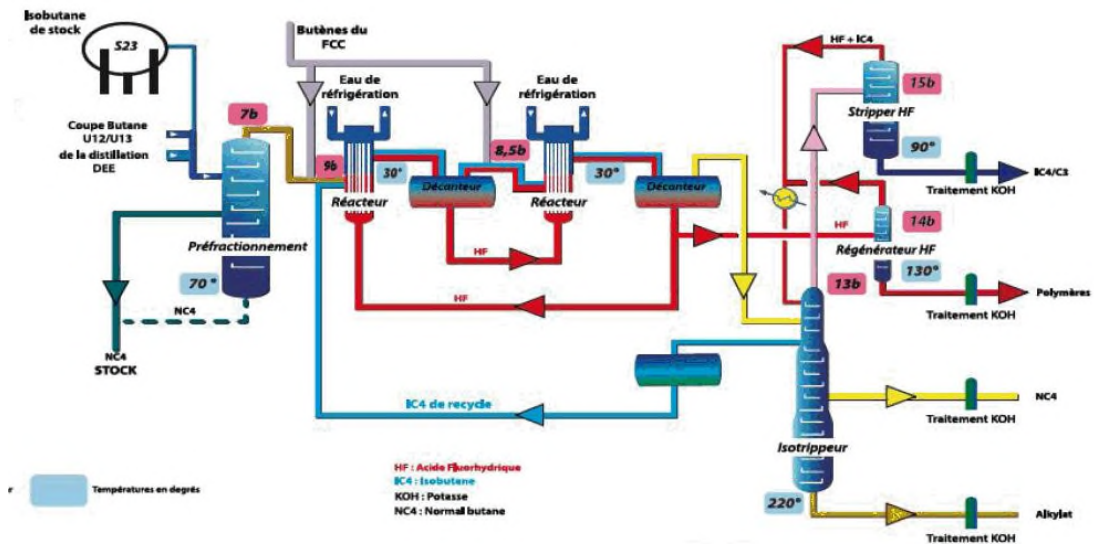 Isobutane
de stock
S23
Butènes du
FCC
Eau de
réfrigération
Eau de
réfrigération
HF + IC4
15b
Stripper HF
90°
Traitement KOH
IC4/C3
Coupe Butane
U12/U13
de la distillation
DEE
7b
9b
30°
8,5b
30°
Décanteur
Décanteur
Réacteur
Réacteur
HF
HF
14b
Régénérateur HF
130°
Polymères
Traitement KOH
Préfractionnement
70°
NC4
NC4
STOCK
HF
13b
IC4 de recycle
NC4
Traitement KOH
Isotrippeur
220°
Alkylat
Traitement KOH
Températures en degrés
HF : Acide Fluorhydrique
IC4 : Isobutane
KOH : Potasse
NC4 : Normal butane